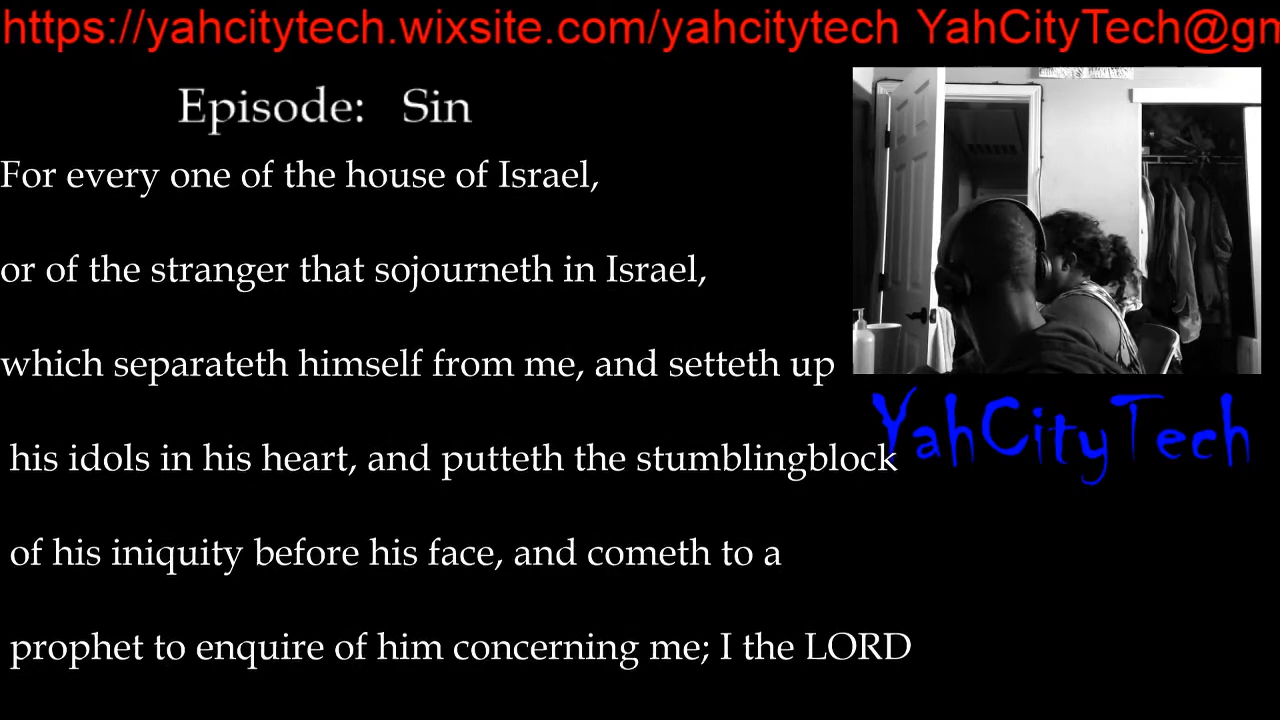 https://yahcitytech.wixsite.com/yahcitytech YahCityTech@gm
Episode: Sin
For every one of the house of Israel,
or of the stranger that sojourneth in Israel,
which separateth himself from me, and setteth up
his idols in his heart, and putteth the stumblingblock
of his iniquity before his face, and cometh to a
prophet to enquire of him concerning me; I the LORD
YahCityTech